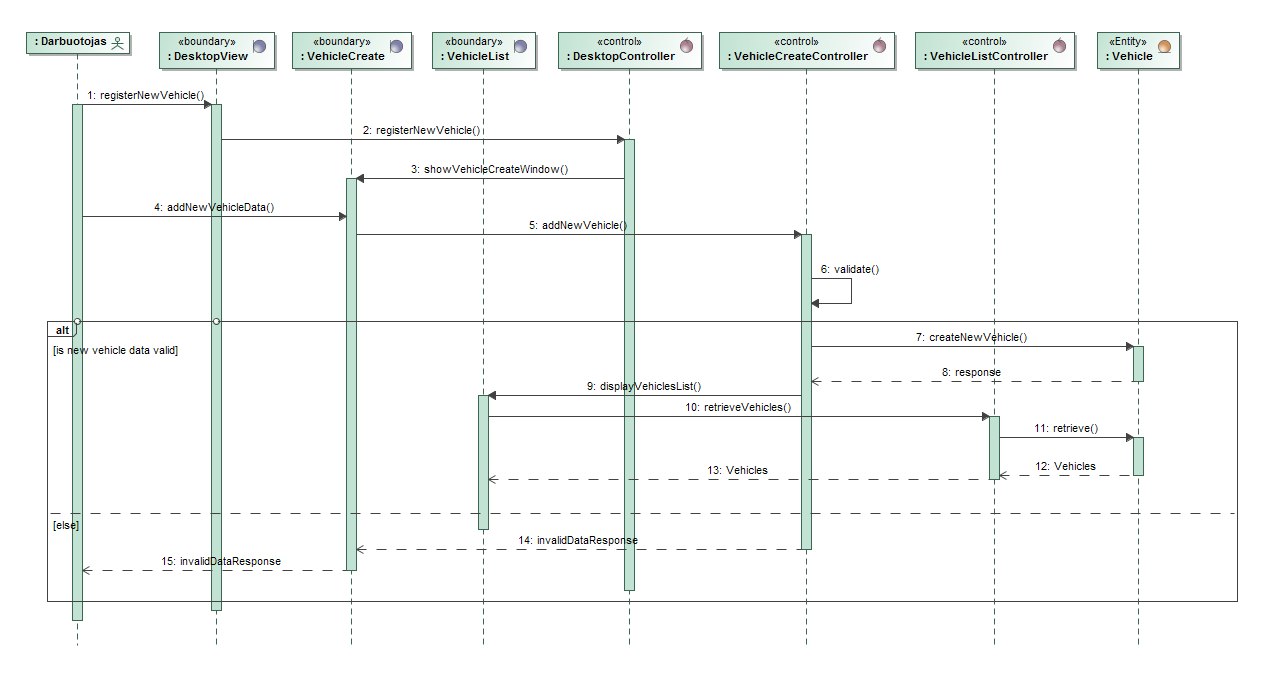 : Darbuotojas
«boundary»
: DesktopView
«boundary»
: VehicleCreate
«boundary»
: VehicleList
«control»
: DesktopController
«control»
: VehicleCreateController
«control»
: VehicleListController
«Entity»
: Vehicle
1: registerNewVehicle()
2: registerNewVehicle()
3: showVehicleCreateWindow()
4: addNewVehicleData()
5: addNewVehicle()
6: validate()
alt
[is new vehicle data valid]
7: createNewVehicle()
8: response
9: displayVehiclesList()
10: retrieveVehicles()
11: retrieve()
12: Vehicles
13: Vehicles
[else]
14: invalidDataResponse
15: invalidDataResponse